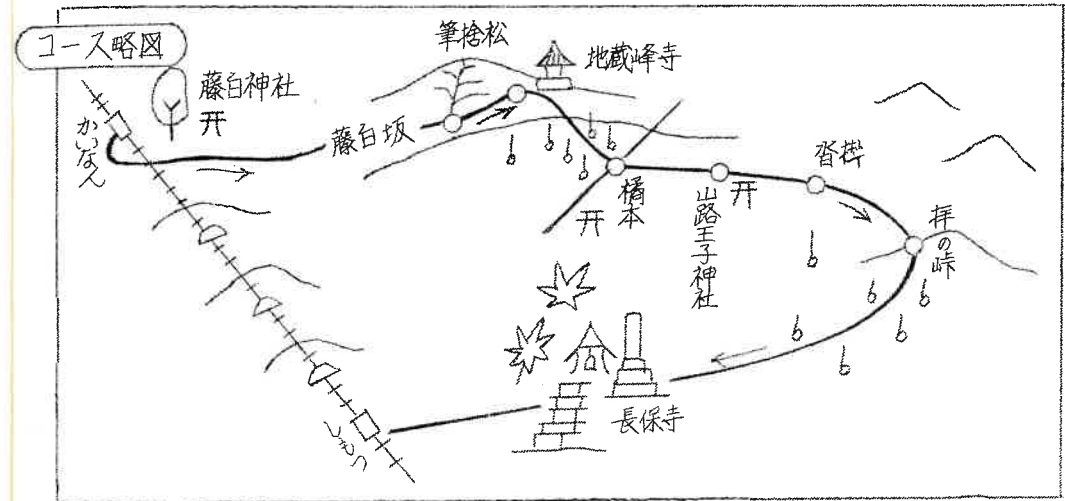 コース略図
かいなん
藤白神社
藤白坂
筆捨松
地蔵峰寺
橘本
山路王子神社
沓掛
拝の峠
長保寺
しもつ